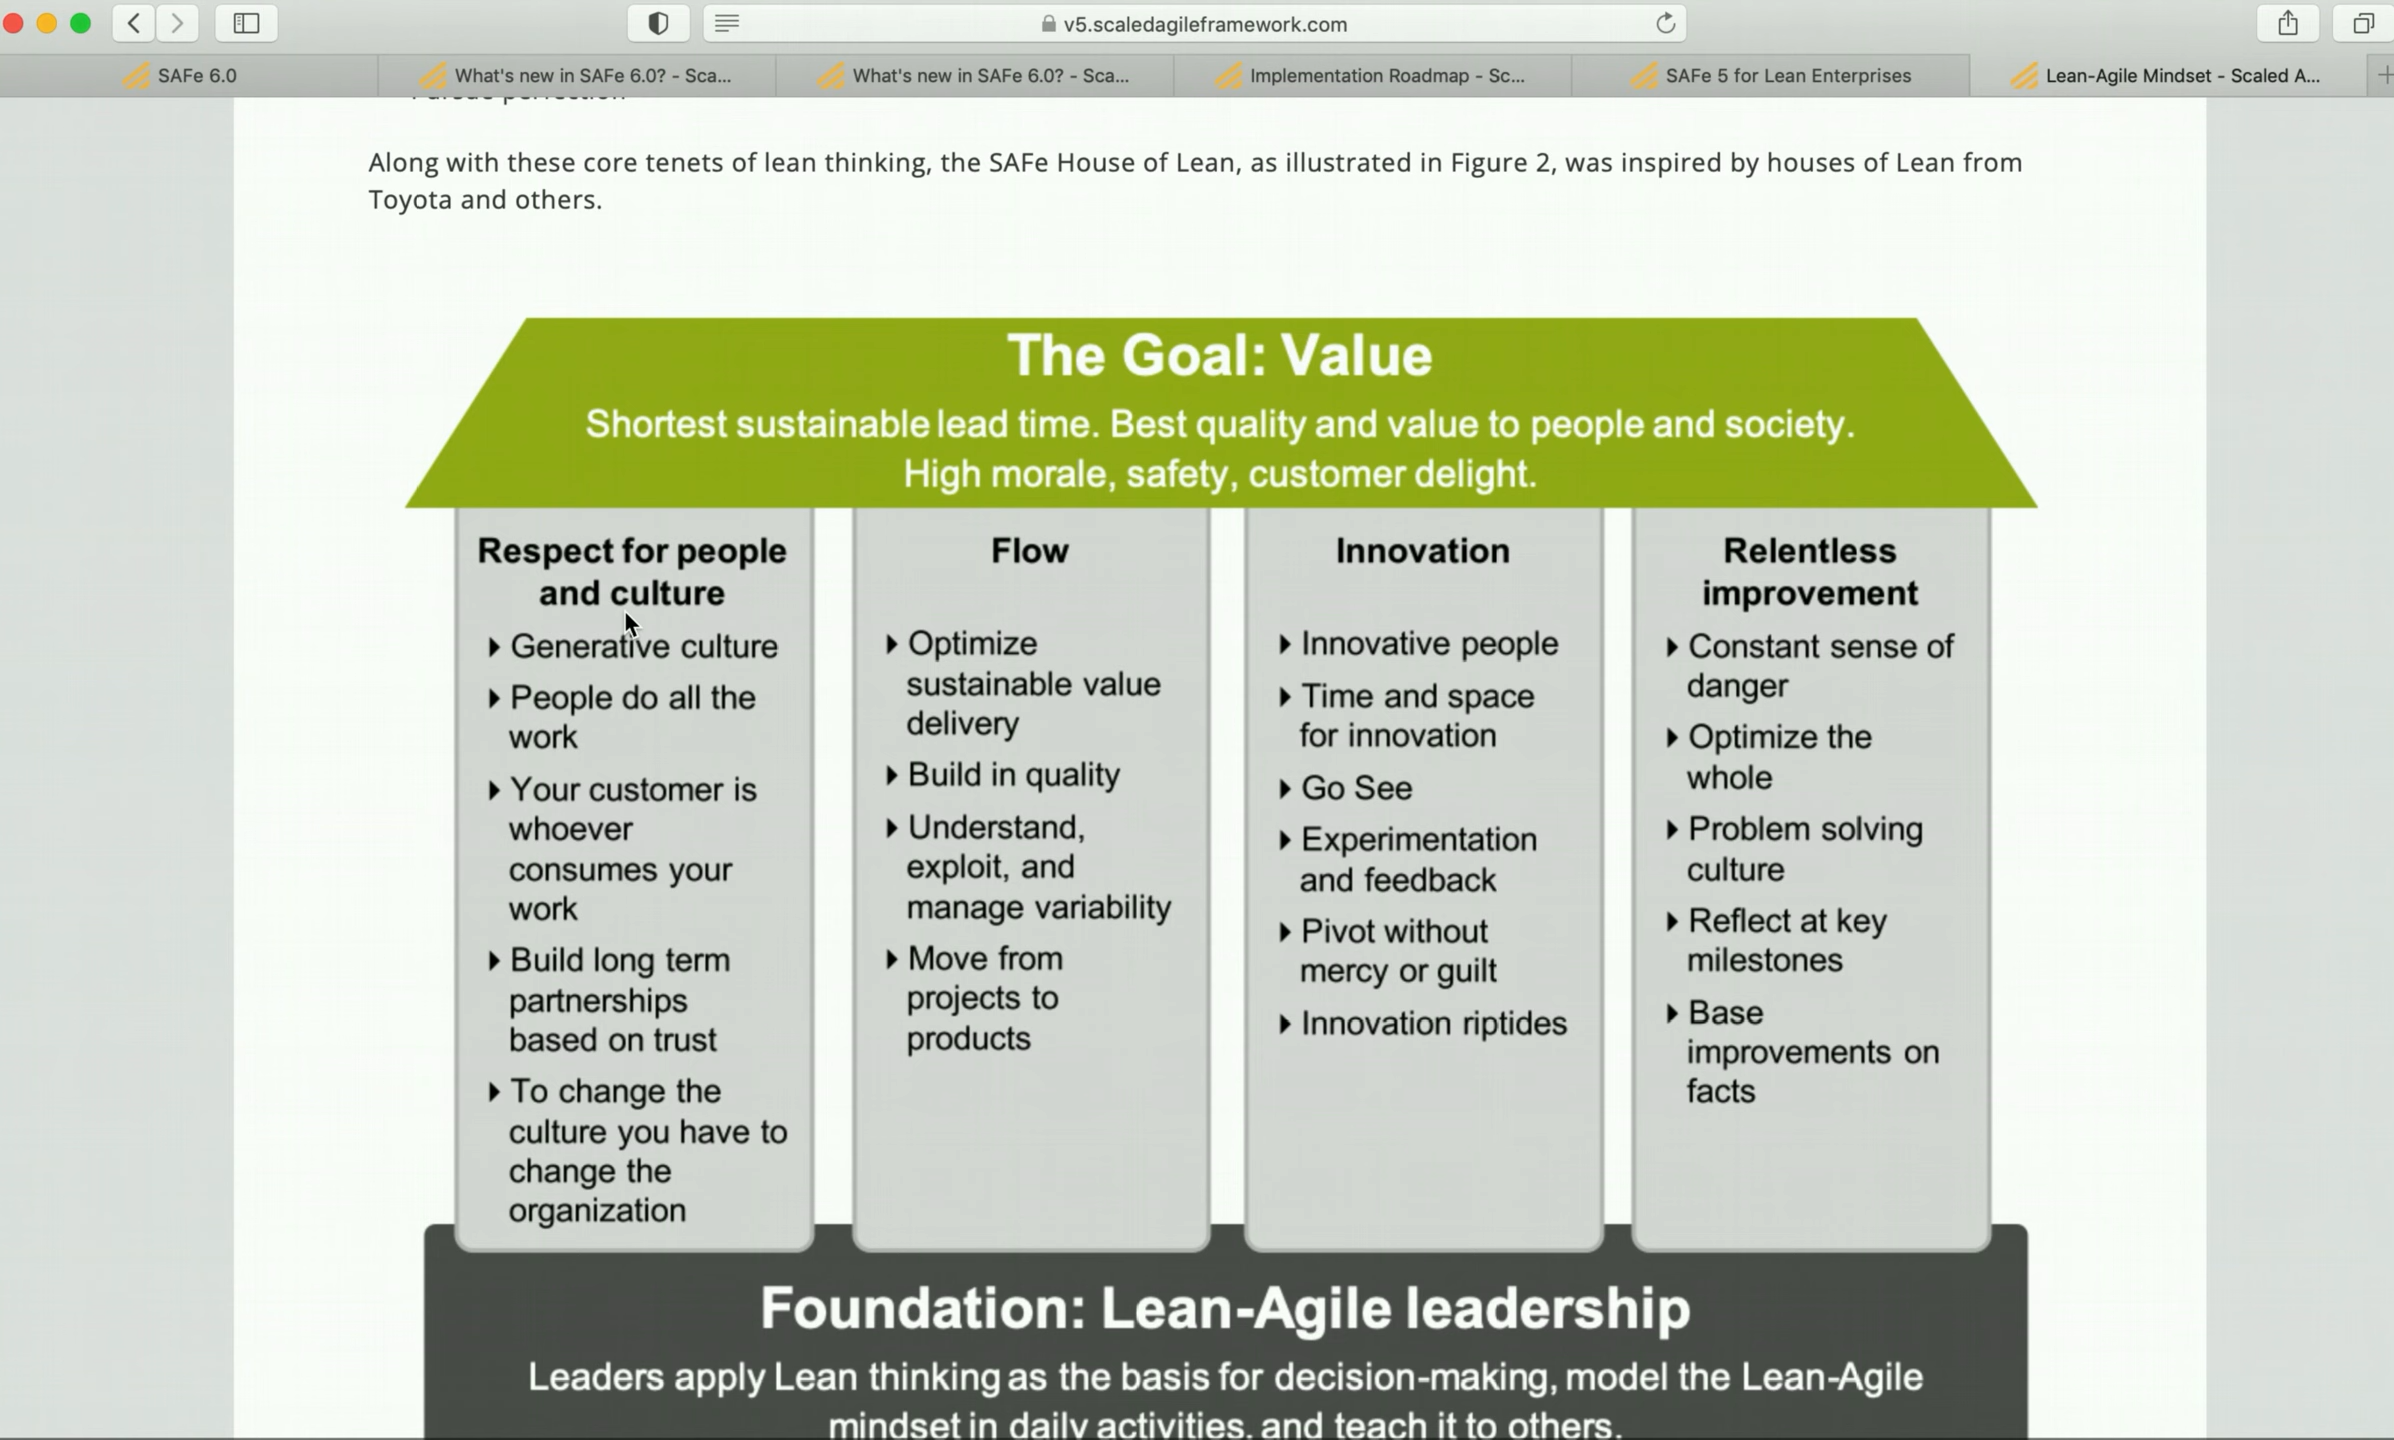 v5.scaledagileframework.com
SAFe 6.0
What's new in SAFe 6.0? - Sca...
What's new in SAFe 6.0? - Sca...
Implementation Roadmap - Sc...
SAFe 5 for Lean Enterprises
Lean-Agile Mindset - Scaled A...
Along with these core tenets of lean thinking, the SAFe House of Lean, as illustrated in Figure 2, was inspired by houses of Lean from
Toyota and others.
The Goal: Value
Shortest sustainable lead time. Best quality and value to people and society.
High morale, safety, customer delight.
Respect for people
and culture
Generative culture
People do all the
work
Your customer is
whoever
consumes your
work
Build long term
partnerships
based on trust
To change the
culture you have to
change the
organization
Flow
Optimize
sustainable value
delivery
Build in quality
Understand,
exploit, and
manage variability
Move from
projects to
products
Innovation
Innovative people
Time and space
for innovation
Go See
Experimentation
and feedback
Pivot without
mercy or guilt
Innovation riptides
Relentless
improvement
Constant sense of
danger
Optimize the
whole
Problem solving
culture
Reflect at key
milestones
Base
improvements on
facts
Foundation: Lean-Agile leadership
Leaders apply Lean thinking as the basis for decision-making, model the Lean-Agile
mindset in daily activities, and teach it to others.